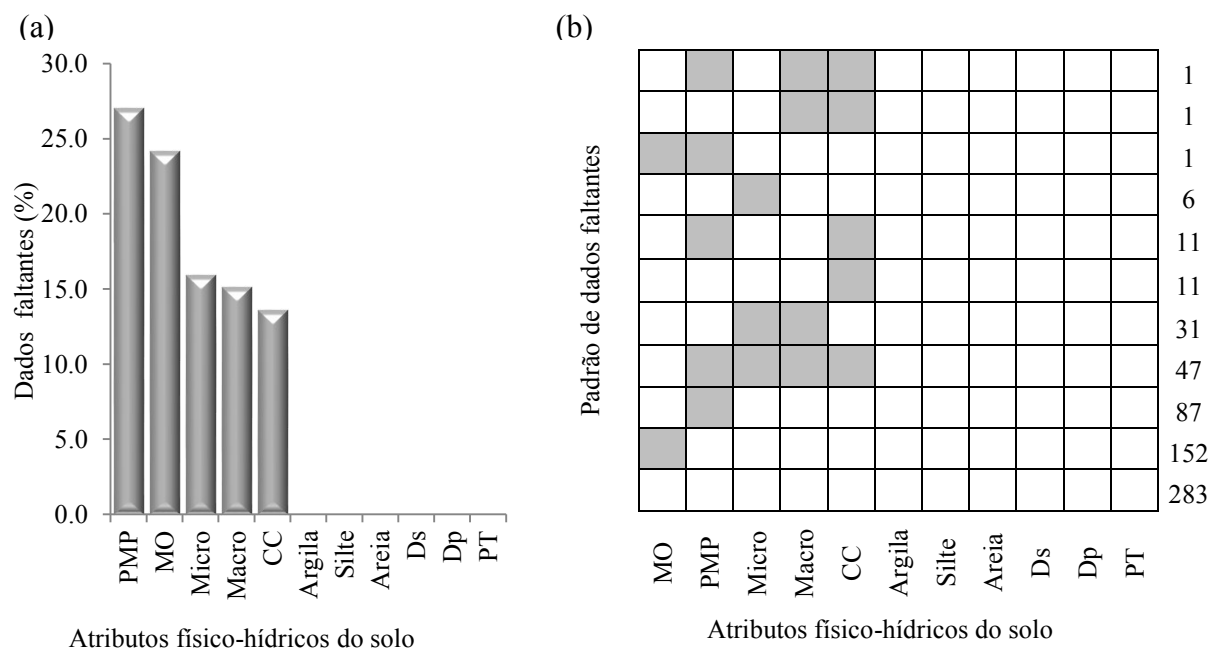 (a)
Dados faltantes (%)
30.0
25.0
20.0
15.0
10.0
5.0
0.0
PMP
MO
Micro
Macro
CC
Argila
Silte
Areia
Ds
Dp
PT
Atributos físico-hídricos do solo
(b)
Padrão de dados faltantes
1
1
1
6
11
11
31
47
87
152
283
MO
PMP
Micro
Macro
CC
Argila
Silte
Areia
Ds
Dp
PT
Atributos físico-hídricos do solo